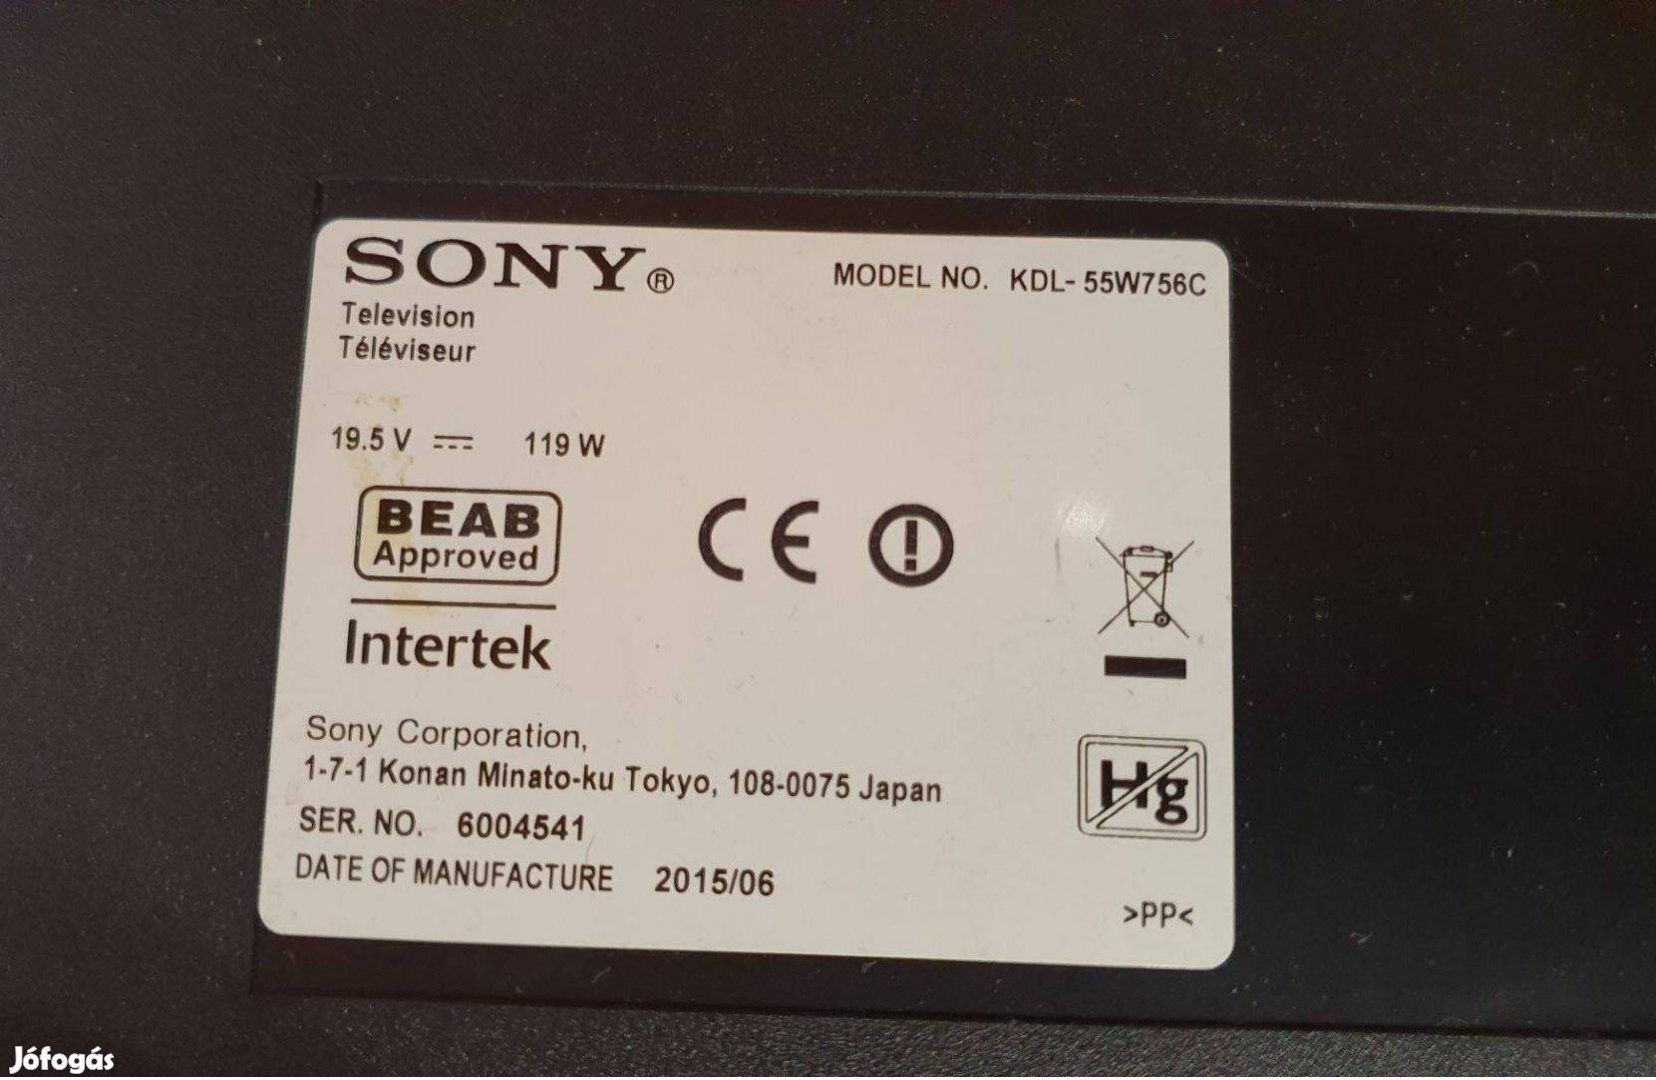 SONY®
MODEL NO. KDL- 55W756C
Television
Téléviseur
19.5 V 119 W
BEAB
Approved
CE
Intertek
Hg
Sony Corporation,
1-7-1 Konan Minato-ku Tokyo, 108-0075 Japan
SER. NO. 6004541
DATE OF MANUFACTURE 2015/06
>PP<
Jófogás